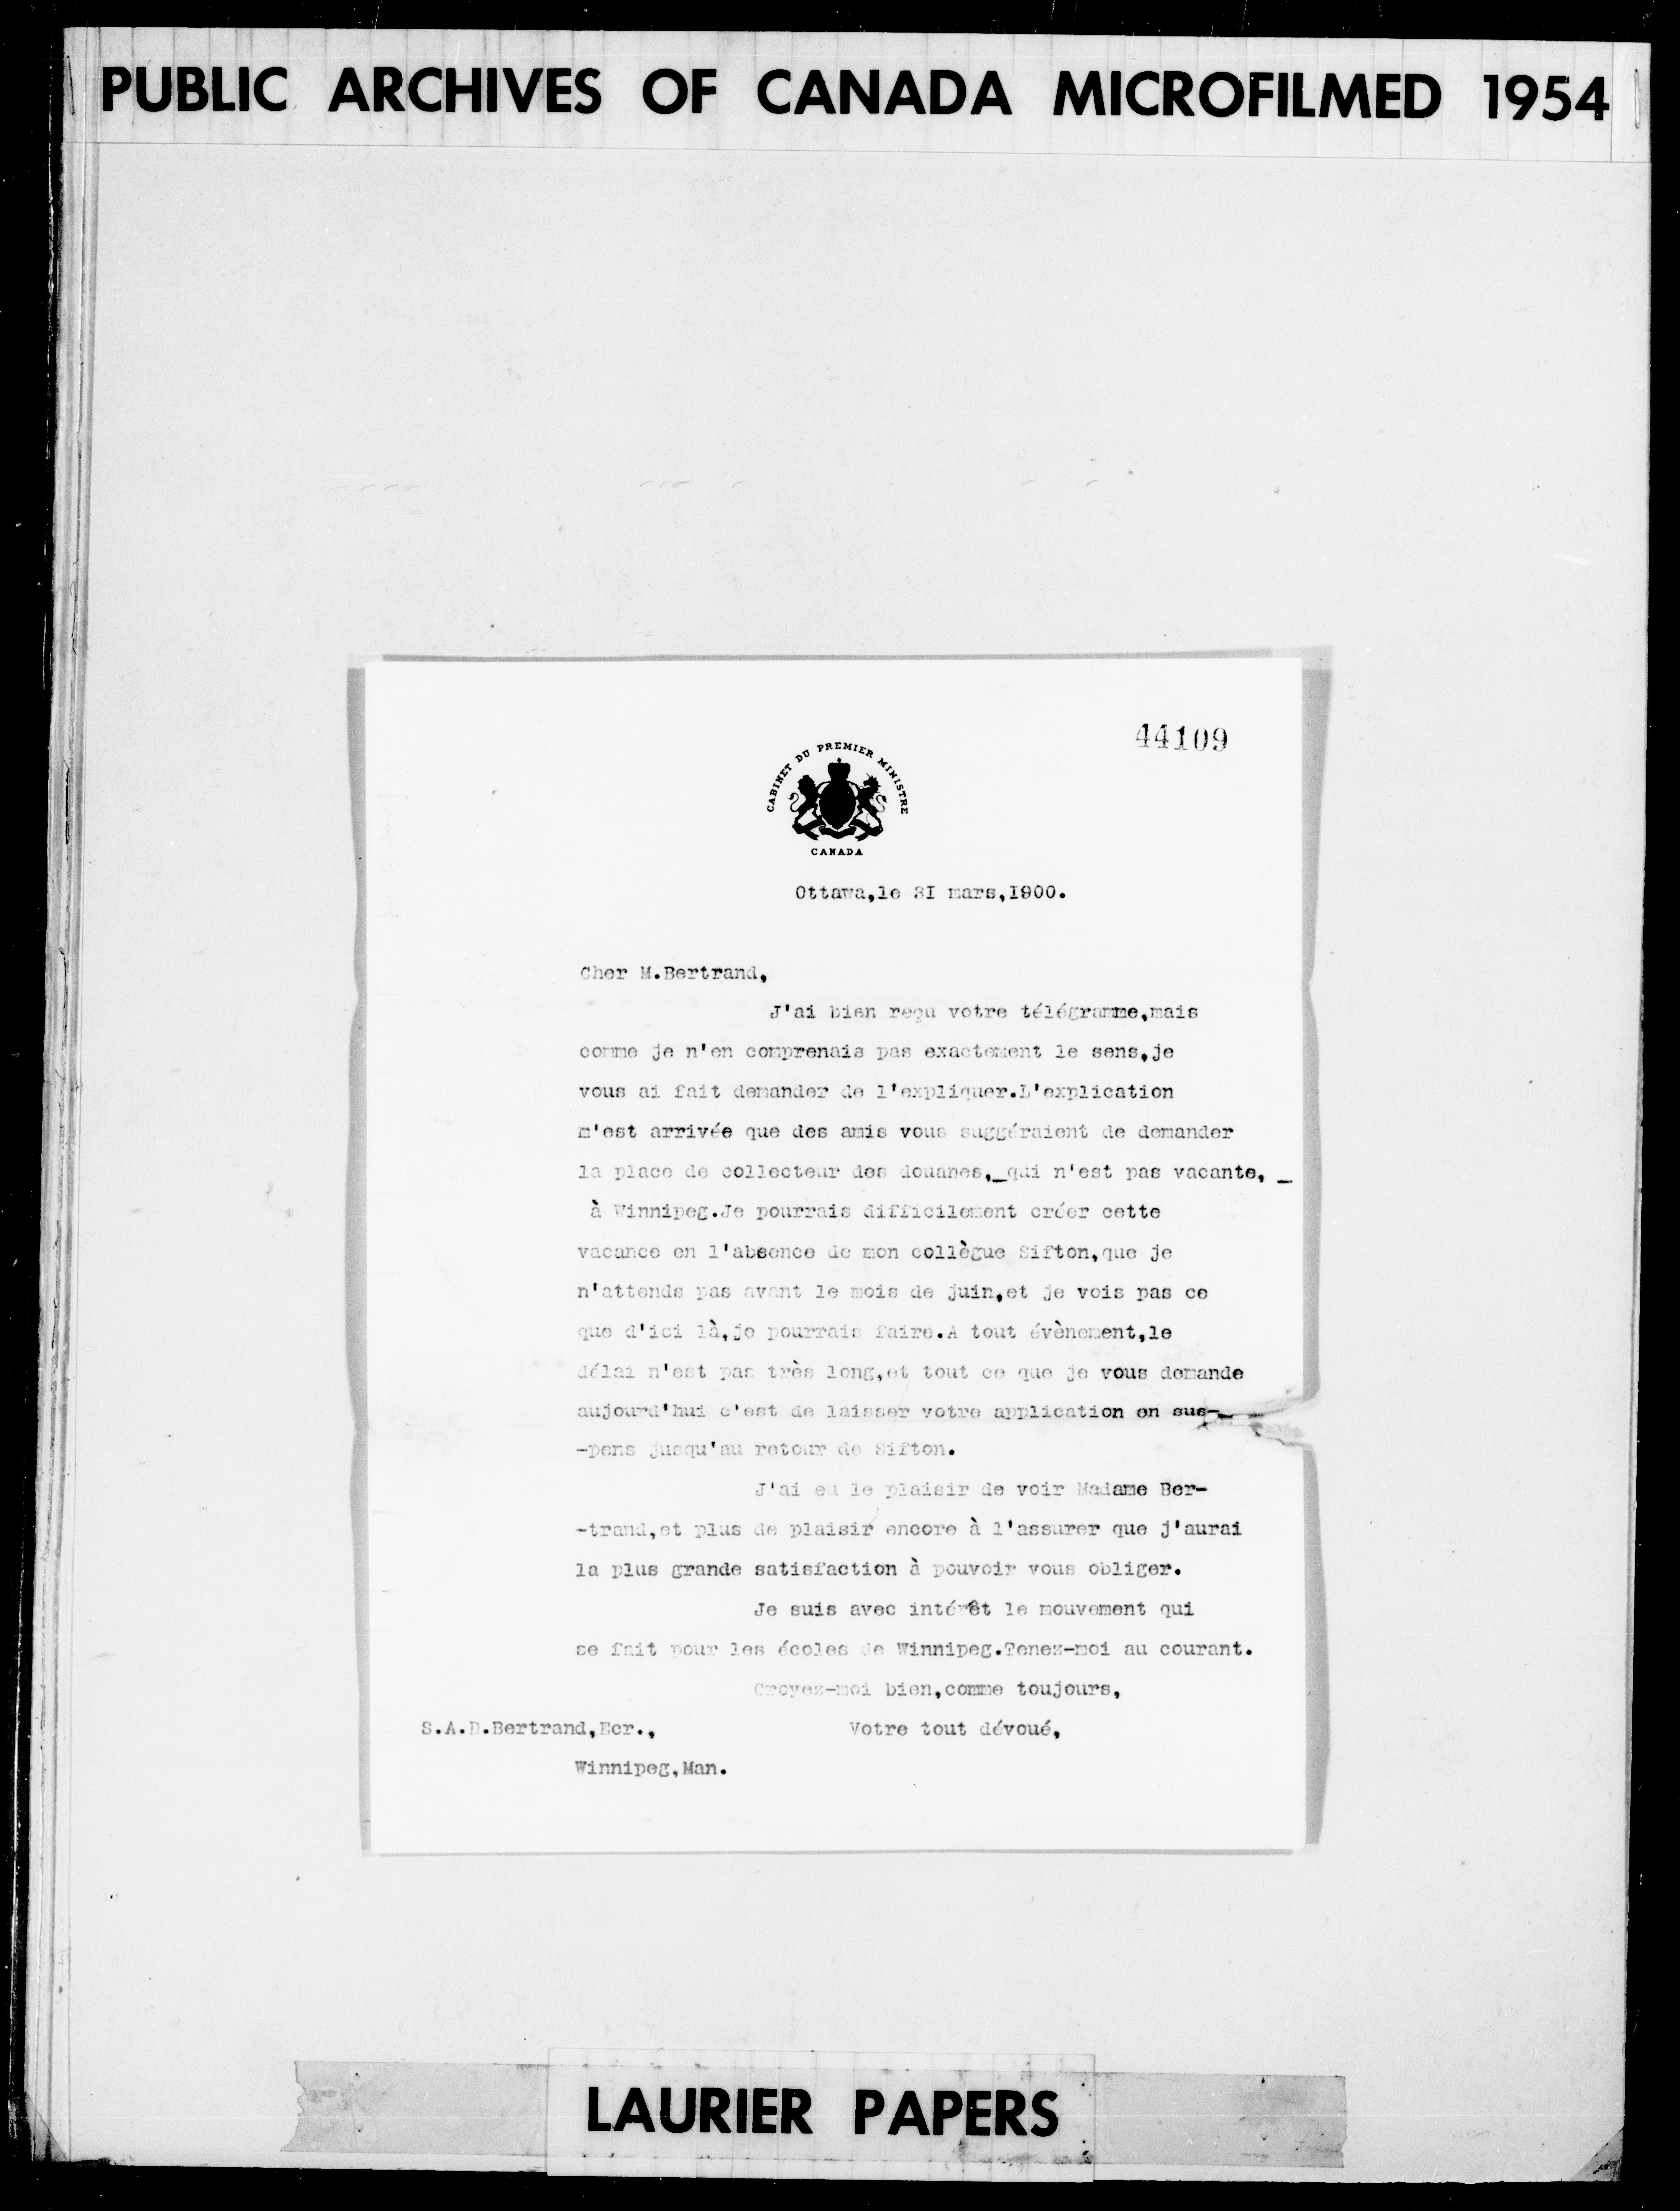 PUBLIC ARCHIVES OF CANADA MICROFILMED 1954
44109
CABINET DU PREMIER MINISTRE
CANADA
Ottawa,le 3I mars,I900.
Cher M.Bertrand,
J'ai bien reçu votre télégramme,mais
comme je n'en comprenais pas exactement le sens,je
vous ai fait demander de l'expliquer.L'explication
m'est arrivée que des amis vous suggéraient de demander
la place de collecteur des douanes,_qui n'est pas vacante,_
à Winnipeg.Je pourrais difficilement créer cette
vacance en l'absence de mon collègue Sifton,que je
n'attends pas avant le mois de juin,et je vois pas ce
que d'ici là,je pourrais faire.A tout évènement,le
délai n'est pas très long,et tout ce que je vous demande
aujourd'hui c'est de laisser votre application en sus-
-pens jusqu'au retour de Sifton.
J'ai eu le plaisir de voir Madame Ber-
-trand,et plus de plaisir encore à l'assurer que j'aurai
la plus grande satisfaction à pouvoir vous obliger.
Je suis avec intérêt le mouvement qui
se fait pour les écoles de Winnipeg.Tenez-moi au courant.
Croyez-moi bien,comme toujours,
S.A.D.Bertrand,Ecr., Votre tout dévoué,
Winnipeg,Man.
LAURIER PAPERS